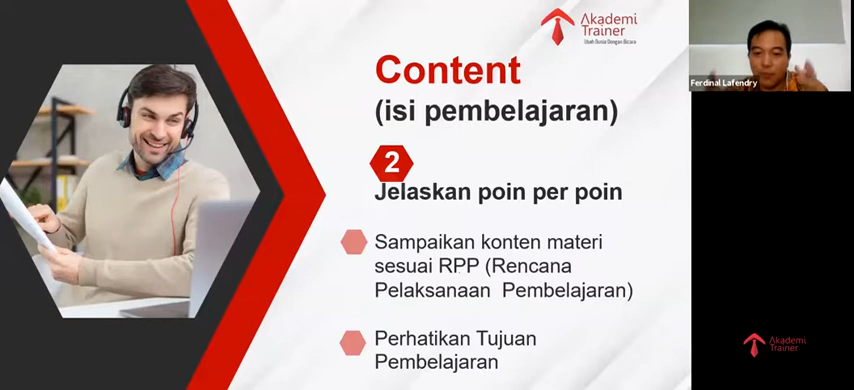 Akademi
Trainer
Ubah Dunia Dengan Bicara
Content
(isi pembelajaran)
2
Jelaskan poin per poin
Sampaikan konten materi
sesuai RPP (Rencana
Pelaksanaan Pembelajaran)
Perhatikan Tujuan
Pembelajaran
Ferdinal Lafendry
Akademi
Trainer